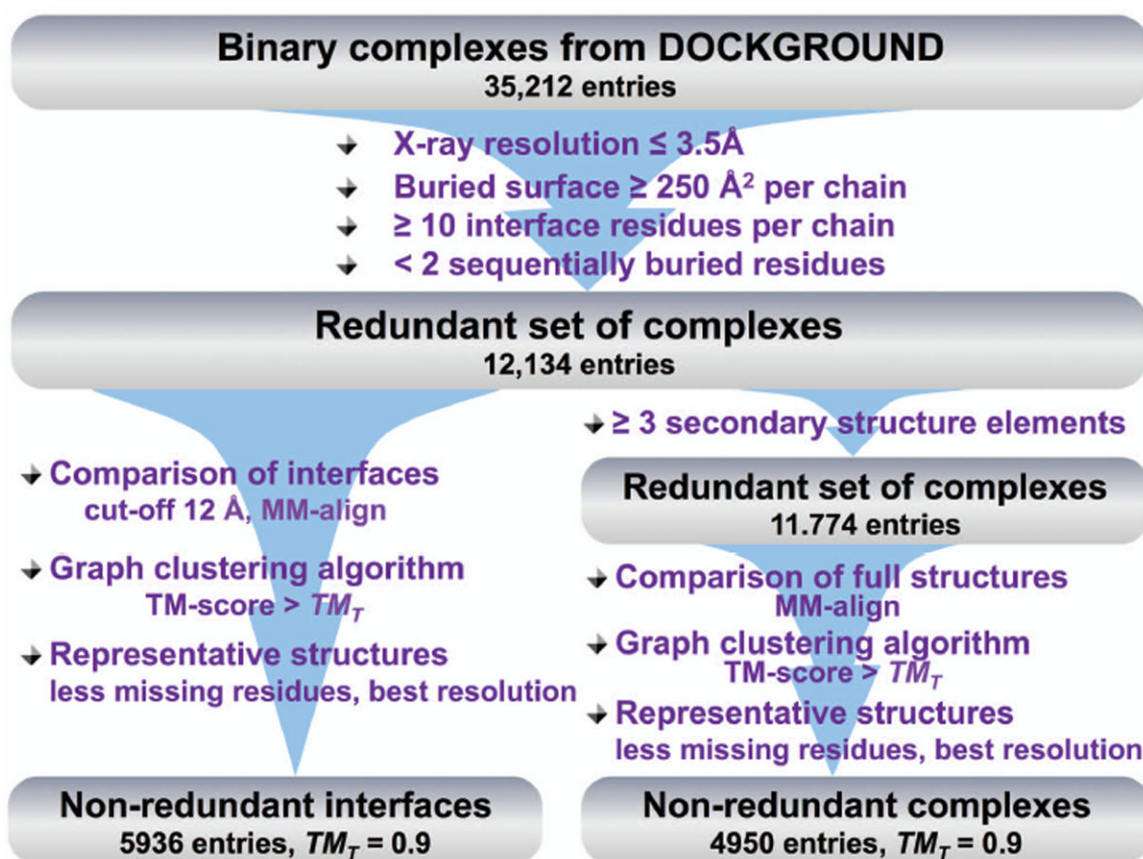 Binary complexes from DOCKGROUND
35,212 entries
X-ray resolution ≤ 3.5Å
Buried surface ≥ 250 Å² per chain
≥ 10 interface residues per chain
< 2 sequentially buried residues
Redundant set of complexes
12,134 entries
Comparison of interfaces
cut-off 12 Å, MM-align
Graph clustering algorithm
TM-score > TM_T
Representative structures
less missing residues, best resolution
Non-redundant interfaces
5936 entries, TM_T = 0.9
≥ 3 secondary structure elements
Redundant set of complexes
11.774 entries
Comparison of full structures
MM-align
Graph clustering algorithm
TM-score > TM_T
Representative structures
less missing residues, best resolution
Non-redundant complexes
4950 entries, TM_T = 0.9